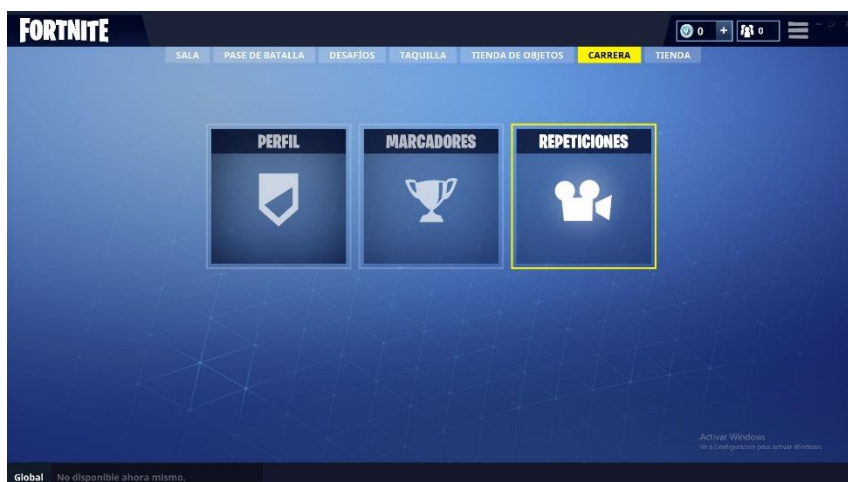 FORTNITE
0 + 0
SALA PASE DE BATALLA DESAFÍOS TAQUILLA TIENDA DE OBJETOS CARRERA TIENDA
PERFIL MARCADORES REPETICIONES
Activar Windows
Ve a Configuración para activar Windows.
Global No disponible ahora mismo.